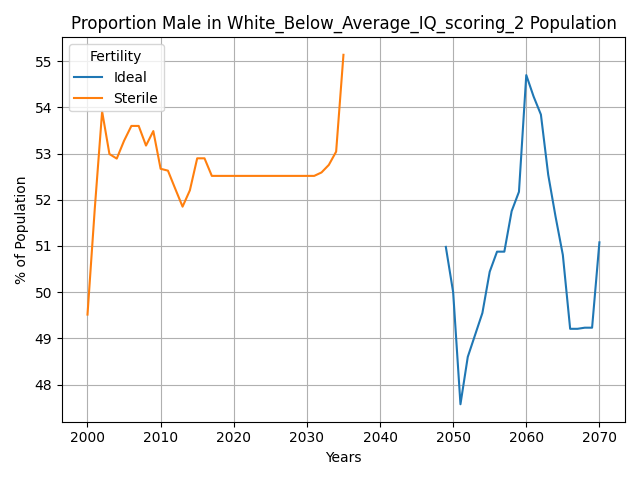 Proportion Male in White_Below_Average_IQ_scoring_2 Population
Fertility
Ideal
Sterile
% of Population
55
54
53
52
51
50
49
48
2000 2010 2020 2030 2040 2050 2060 2070
Years